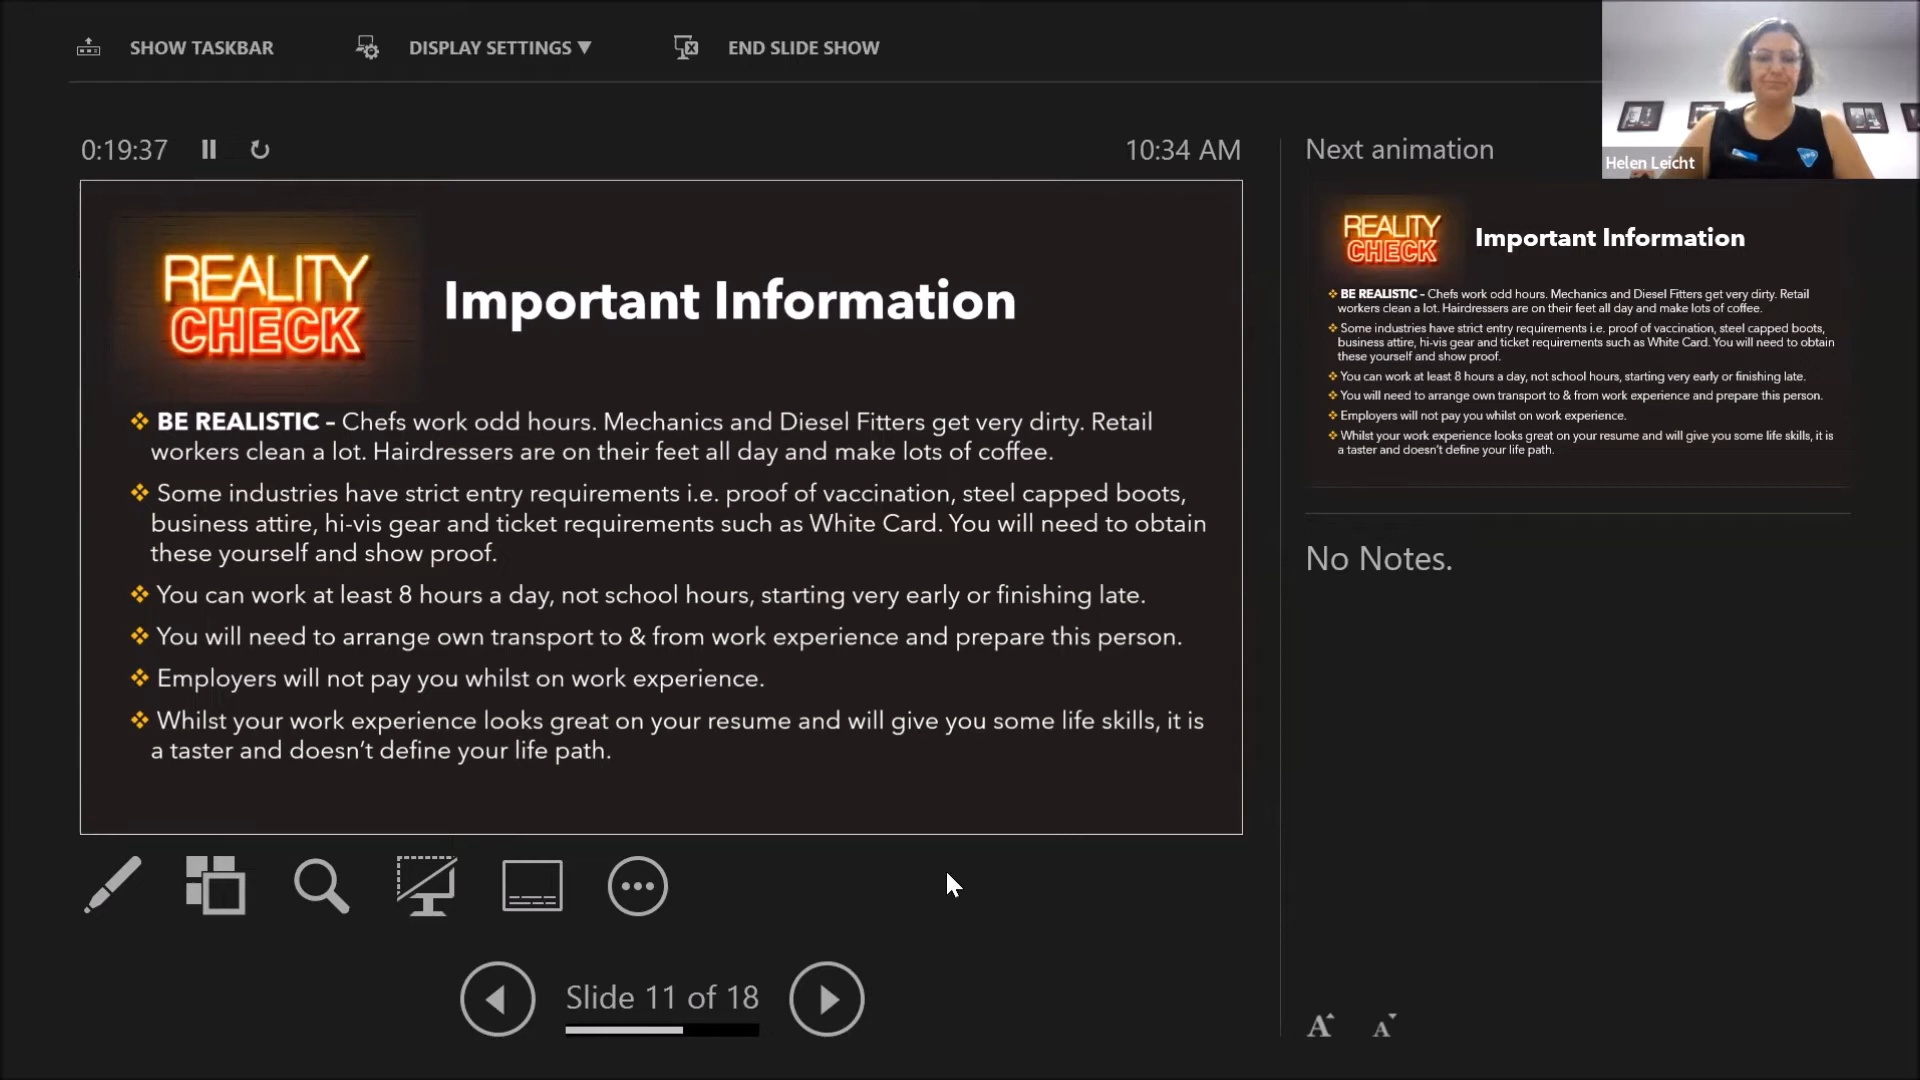 SHOW TASKBAR
DISPLAY SETTINGS ▼
END SLIDE SHOW
0:19:37
10:34 AM
REALITY
CHECK
Important Information
❖ BE REALISTIC – Chefs work odd hours. Mechanics and Diesel Fitters get very dirty. Retail
workers clean a lot. Hairdressers are on their feet all day and make lots of coffee.
❖ Some industries have strict entry requirements i.e. proof of vaccination, steel capped boots,
business attire, hi-vis gear and ticket requirements such as White Card. You will need to obtain
these yourself and show proof.
❖ You can work at least 8 hours a day, not school hours, starting very early or finishing late.
❖ You will need to arrange own transport to & from work experience and prepare this person.
❖ Employers will not pay you whilst on work experience.
❖ Whilst your work experience looks great on your resume and will give you some life skills, it is
a taster and doesn't define your life path.
Slide 11 of 18
Next animation
Helen Leicht
REALITY
CHECK
Important Information
❖ BE REALISTIC – Chefs work odd hours. Mechanics and Diesel Fitters get very dirty. Retail
workers clean a lot. Hairdressers are on their feet all day and make lots of coffee.
❖ Some industries have strict entry requirements i.e. proof of vaccination, steel capped boots,
business attire, hi-vis gear and ticket requirements such as White Card. You will need to obtain
these yourself and show proof.
❖ You can work at least 8 hours a day, not school hours, starting very early or finishing late.
❖ You will need to arrange own transport to & from work experience and prepare this person.
❖ Employers will not pay you whilst on work experience.
❖ Whilst your work experience looks great on your resume and will give you some life skills, it is
a taster and doesn't define your life path.
No Notes.
A A